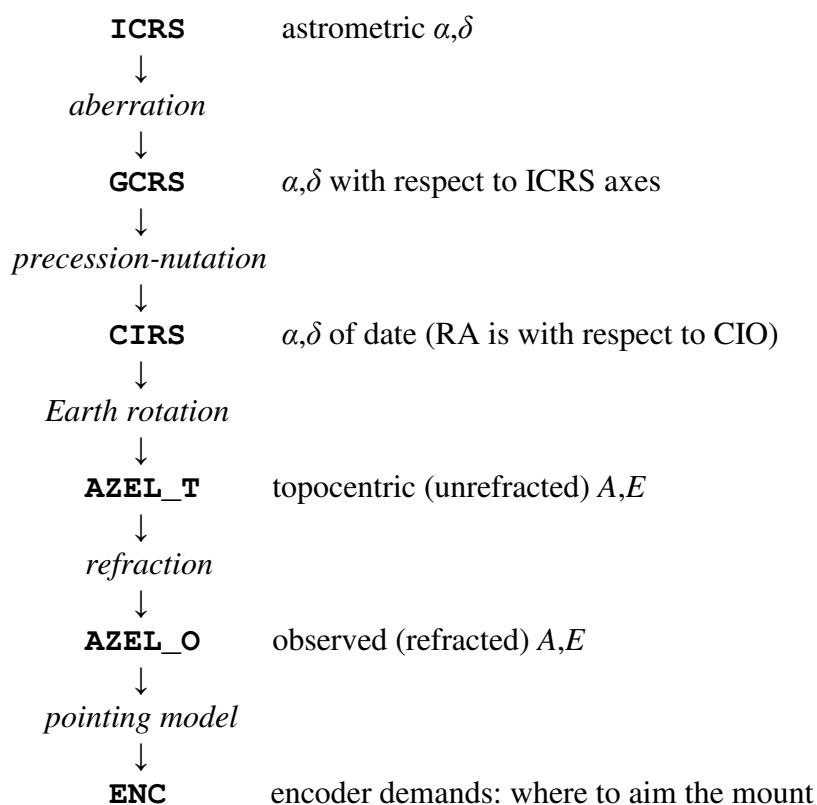 ICRS astrometric α,δ
↓
aberration
↓
GCRS α,δ with respect to ICRS axes
↓
precession-nutation
↓
CIRS α,δ of date (RA is with respect to CIO)
↓
Earth rotation
↓
AZEL_T topocentric (unrefracted) A,E
↓
refraction
↓
AZEL_O observed (refracted) A,E
↓
pointing model
↓
ENC encoder demands: where to aim the mount